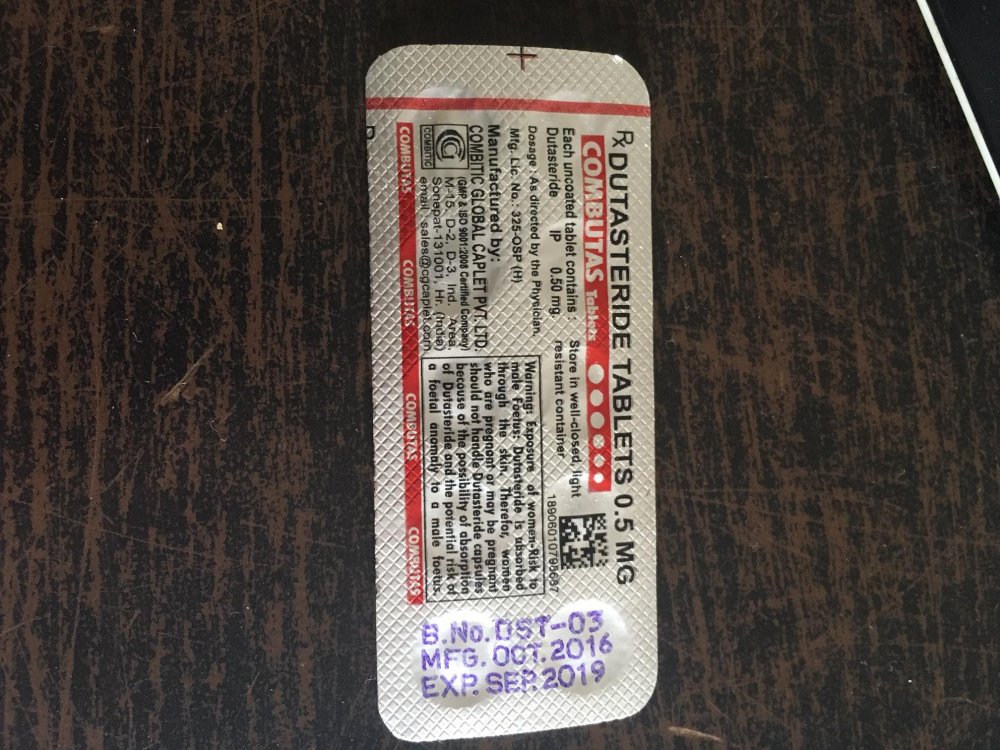 Rx DUTASTERIDE TABLETS 0.5 MG
COMBUTAS Tablets
Each uncoated tablet contains :
Dutasteride IP 0.50 mg.
Dosage : As directed by the Physician.
Mfg. Lic. No.: 325-OSP (H)
Manufactured by:
COMBITIC GLOBAL CAPLET PVT. LTD.
(GMP & ISO 9001:2008 Certified Company)
M-15, D-2, D-3, Ind. Area,
Sonepat-131001, Hr. (India)
email : sales@cgcaplet.com
COMBITIC
Store in well-closed, light
resistant container.
18906010798687
Warning: Exposure of women-Risk to
male Foetus: Dutasteride is absorbed
through the skin. Therefor, women
who are pregnant or may be pregnant
should not handle Dutasteride capsules
becouse of the possibility of absorption
of Dutasteride and the potential risk of
a foetal anomaly to a male foetus.
COMBUTAS COMBUTAS COMBUTAS COMBUTAS
B.No. DST-03
MFG. OCT. 2016
EXP. SEP. 2019